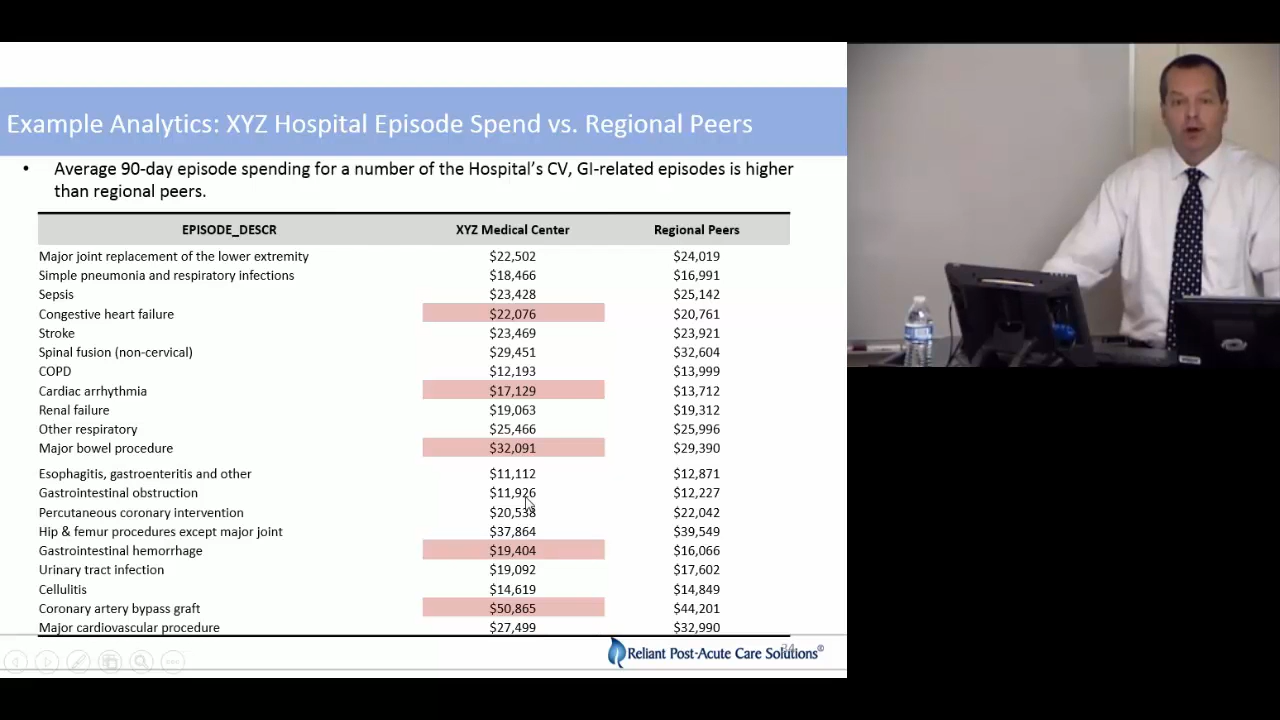 Example Analytics: XYZ Hospital Episode Spend vs. Regional Peers
• Average 90-day episode spending for a number of the Hospital's CV, GI-related episodes is higher
than regional peers.
EPISODE_DESCR XYZ Medical Center Regional Peers
Major joint replacement of the lower extremity $22,502 $24,019
Simple pneumonia and respiratory infections $18,466 $16,991
Sepsis $23,428 $25,142
Congestive heart failure $22,076 $20,761
Stroke $23,469 $23,921
Spinal fusion (non-cervical) $29,451 $32,604
COPD $12,193 $13,999
Cardiac arrhythmia $17,129 $13,712
Renal failure $19,063 $19,312
Other respiratory $25,466 $25,996
Major bowel procedure $32,091 $29,390
Esophagitis, gastroenteritis and other $11,112 $12,871
Gastrointestinal obstruction $11,926 $12,227
Percutaneous coronary intervention $20,538 $22,042
Hip & femur procedures except major joint $37,864 $39,549
Gastrointestinal hemorrhage $19,404 $16,066
Urinary tract infection $19,092 $17,602
Cellulitis $14,619 $14,849
Coronary artery bypass graft $50,865 $44,201
Major cardiovascular procedure $27,499 $32,990
Reliant Post-Acute Care Solutions®